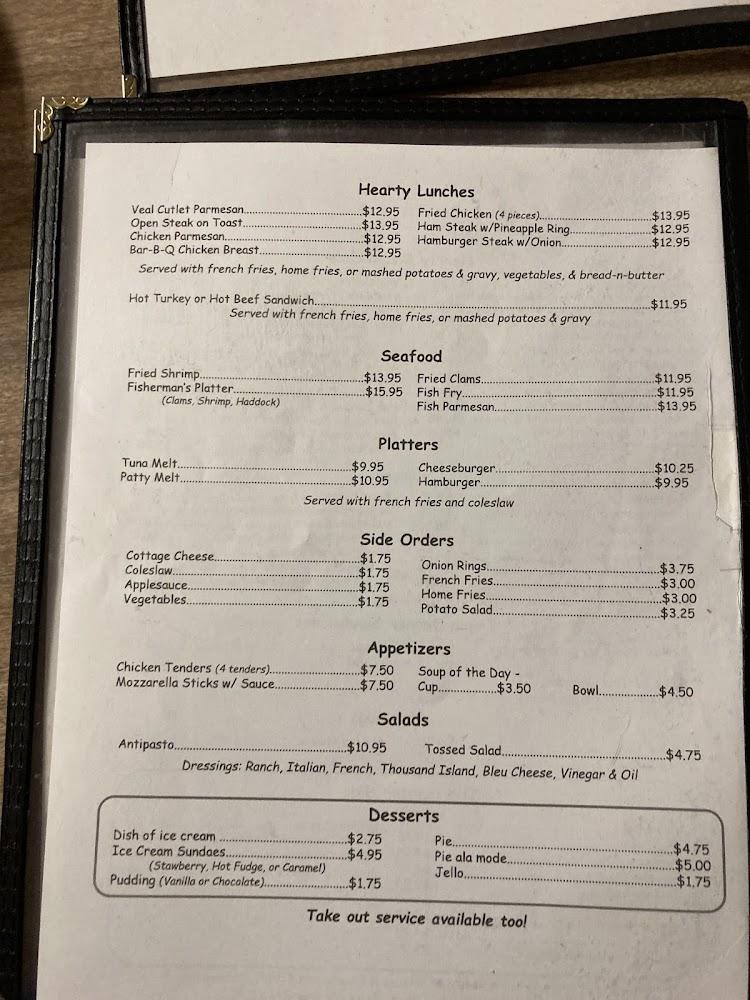 Hearty Lunches
Veal Cutlet Parmesan...$12.95
Open Steak on Toast...$13.95
Chicken Parmesan...$12.95
Bar-B-Q Chicken Breast...$12.95
Fried Chicken (4 pieces)...$13.95
Ham Steak w/Pineapple Ring...$12.95
Hamburger Steak w/Onion...$12.95
Served with french fries, home fries, or mashed potatoes & gravy, vegetables, & bread-n-butter
Hot Turkey or Hot Beef Sandwich...$11.95
Served with french fries, home fries, or mashed potatoes & gravy
Seafood
Fried Shrimp...$13.95
Fisherman's Platter...$15.95
(Clams, Shrimp, Haddock)
Fried Clams...$11.95
Fish Fry...$11.95
Fish Parmesan...$13.95
Platters
Tuna Melt...$9.95
Patty Melt...$10.95
Cheeseburger...$10.25
Hamburger...$9.95
Served with french fries and coleslaw
Side Orders
Cottage Cheese...$1.75
Coleslaw...$1.75
Applesauce...$1.75
Vegetables...$1.75
Onion Rings...$3.75
French Fries...$3.00
Home Fries...$3.00
Potato Salad...$3.25
Appetizers
Chicken Tenders (4 tenders)...$7.50
Mozzarella Sticks w/ Sauce...$7.50
Soup of the Day -
Cup...$3.50 Bowl...$4.50
Salads
Antipasto...$10.95
Tossed Salad...$4.75
Dressings: Ranch, Italian, French, Thousand Island, Bleu Cheese, Vinegar & Oil
Desserts
Dish of ice cream ...$2.75
Ice Cream Sundaes...$4.95
(Stawberry, Hot Fudge, or Caramel)
Pudding (Vanilla or Chocolate)...$1.75
Pie...$4.75
Pie ala mode...$5.00
Jello...$1.75
Take out service available too!